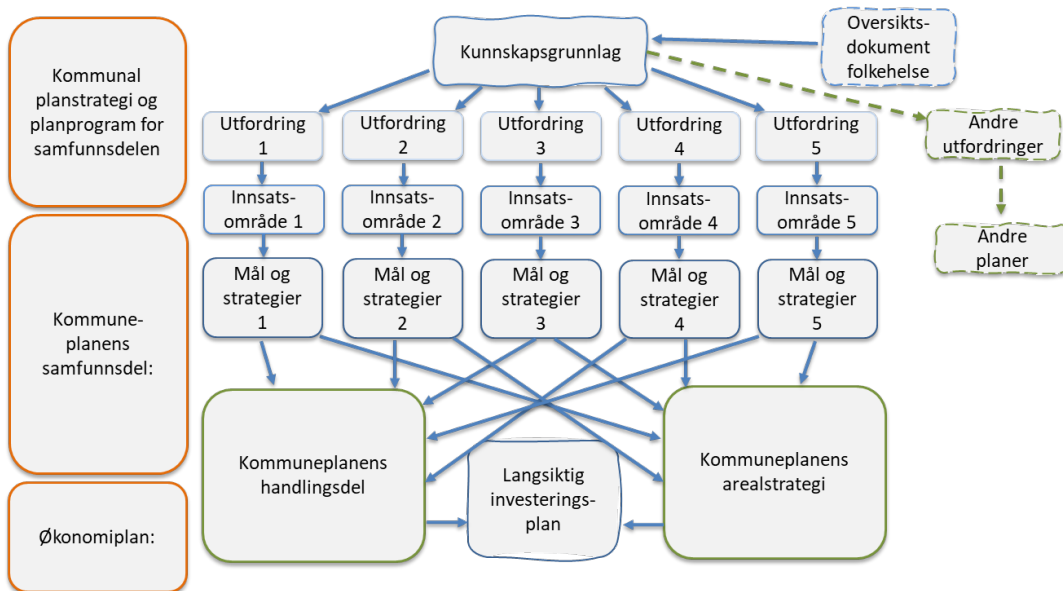 Kommunal
planstrategi og
planprogram for
samfunnsdelen
Kunnskapsgrunnlag
Oversikts-
dokument
folkehelse
Utfordring
1
Utfordring
2
Utfordring
3
Utfordring
4
Utfordring
5
Andre
utfordringer
Innsats-
område 1
Innsats-
område 2
Innsats-
område 3
Innsats-
område 4
Innsats-
område 5
Andre
planer
Kommune-
planens
samfunnsdel:
Mål og
strategier
1
Mål og
strategier
2
Mål og
strategier
3
Mål og
strategier
4
Mål og
strategier
5
Kommuneplanens
handlingsdel
Langsiktig
investerings-
plan
Kommuneplanens
arealstrategi
Økonomiplan: